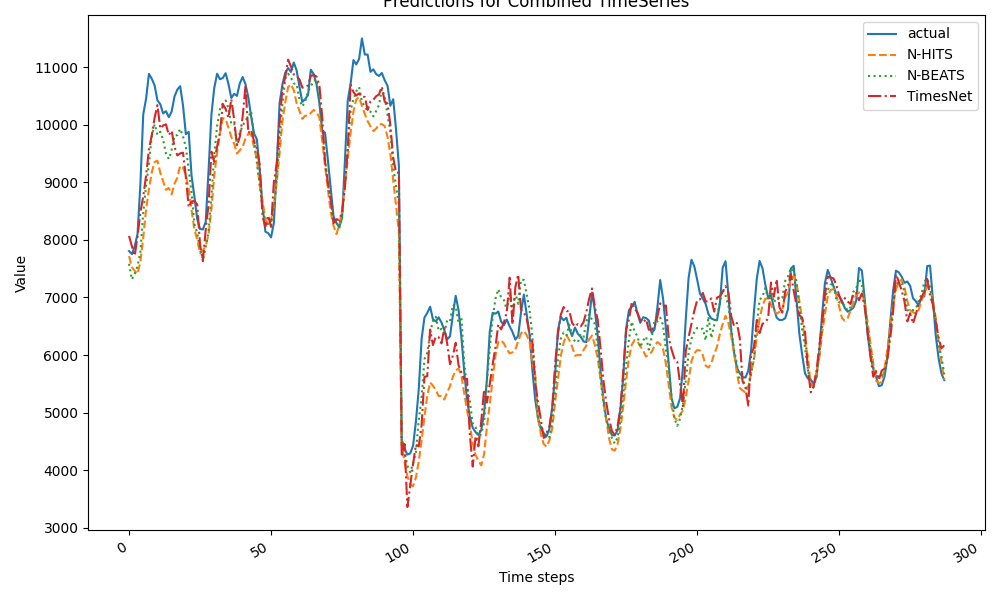 Predictions for Combined TimeSeries
actual
N-HITS
N-BEATS
TimesNet
11000
10000
9000
8000
7000
6000
5000
4000
3000
Value
0
50
100
150
200
250
300
Time steps